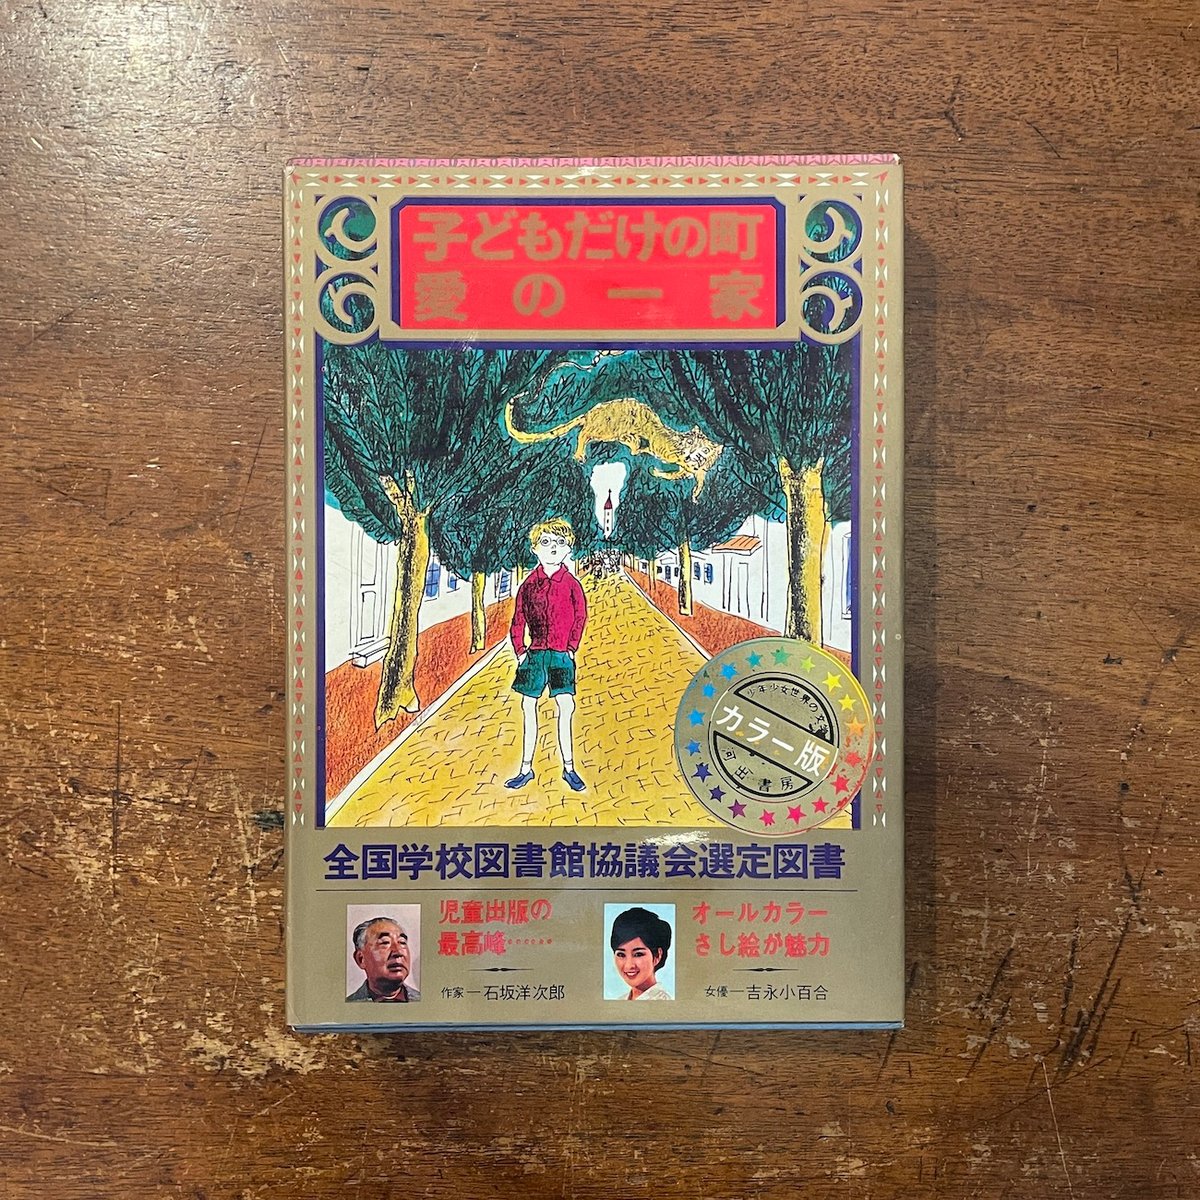 子どもだけの町
愛の一家
少年少女世界の文学
カラー版
河出書房
全国学校図書館協議会選定図書
児童出版の
最高峰……
作家―石坂洋次郎
オールカラー
さし絵が魅力
女優―吉永小百合